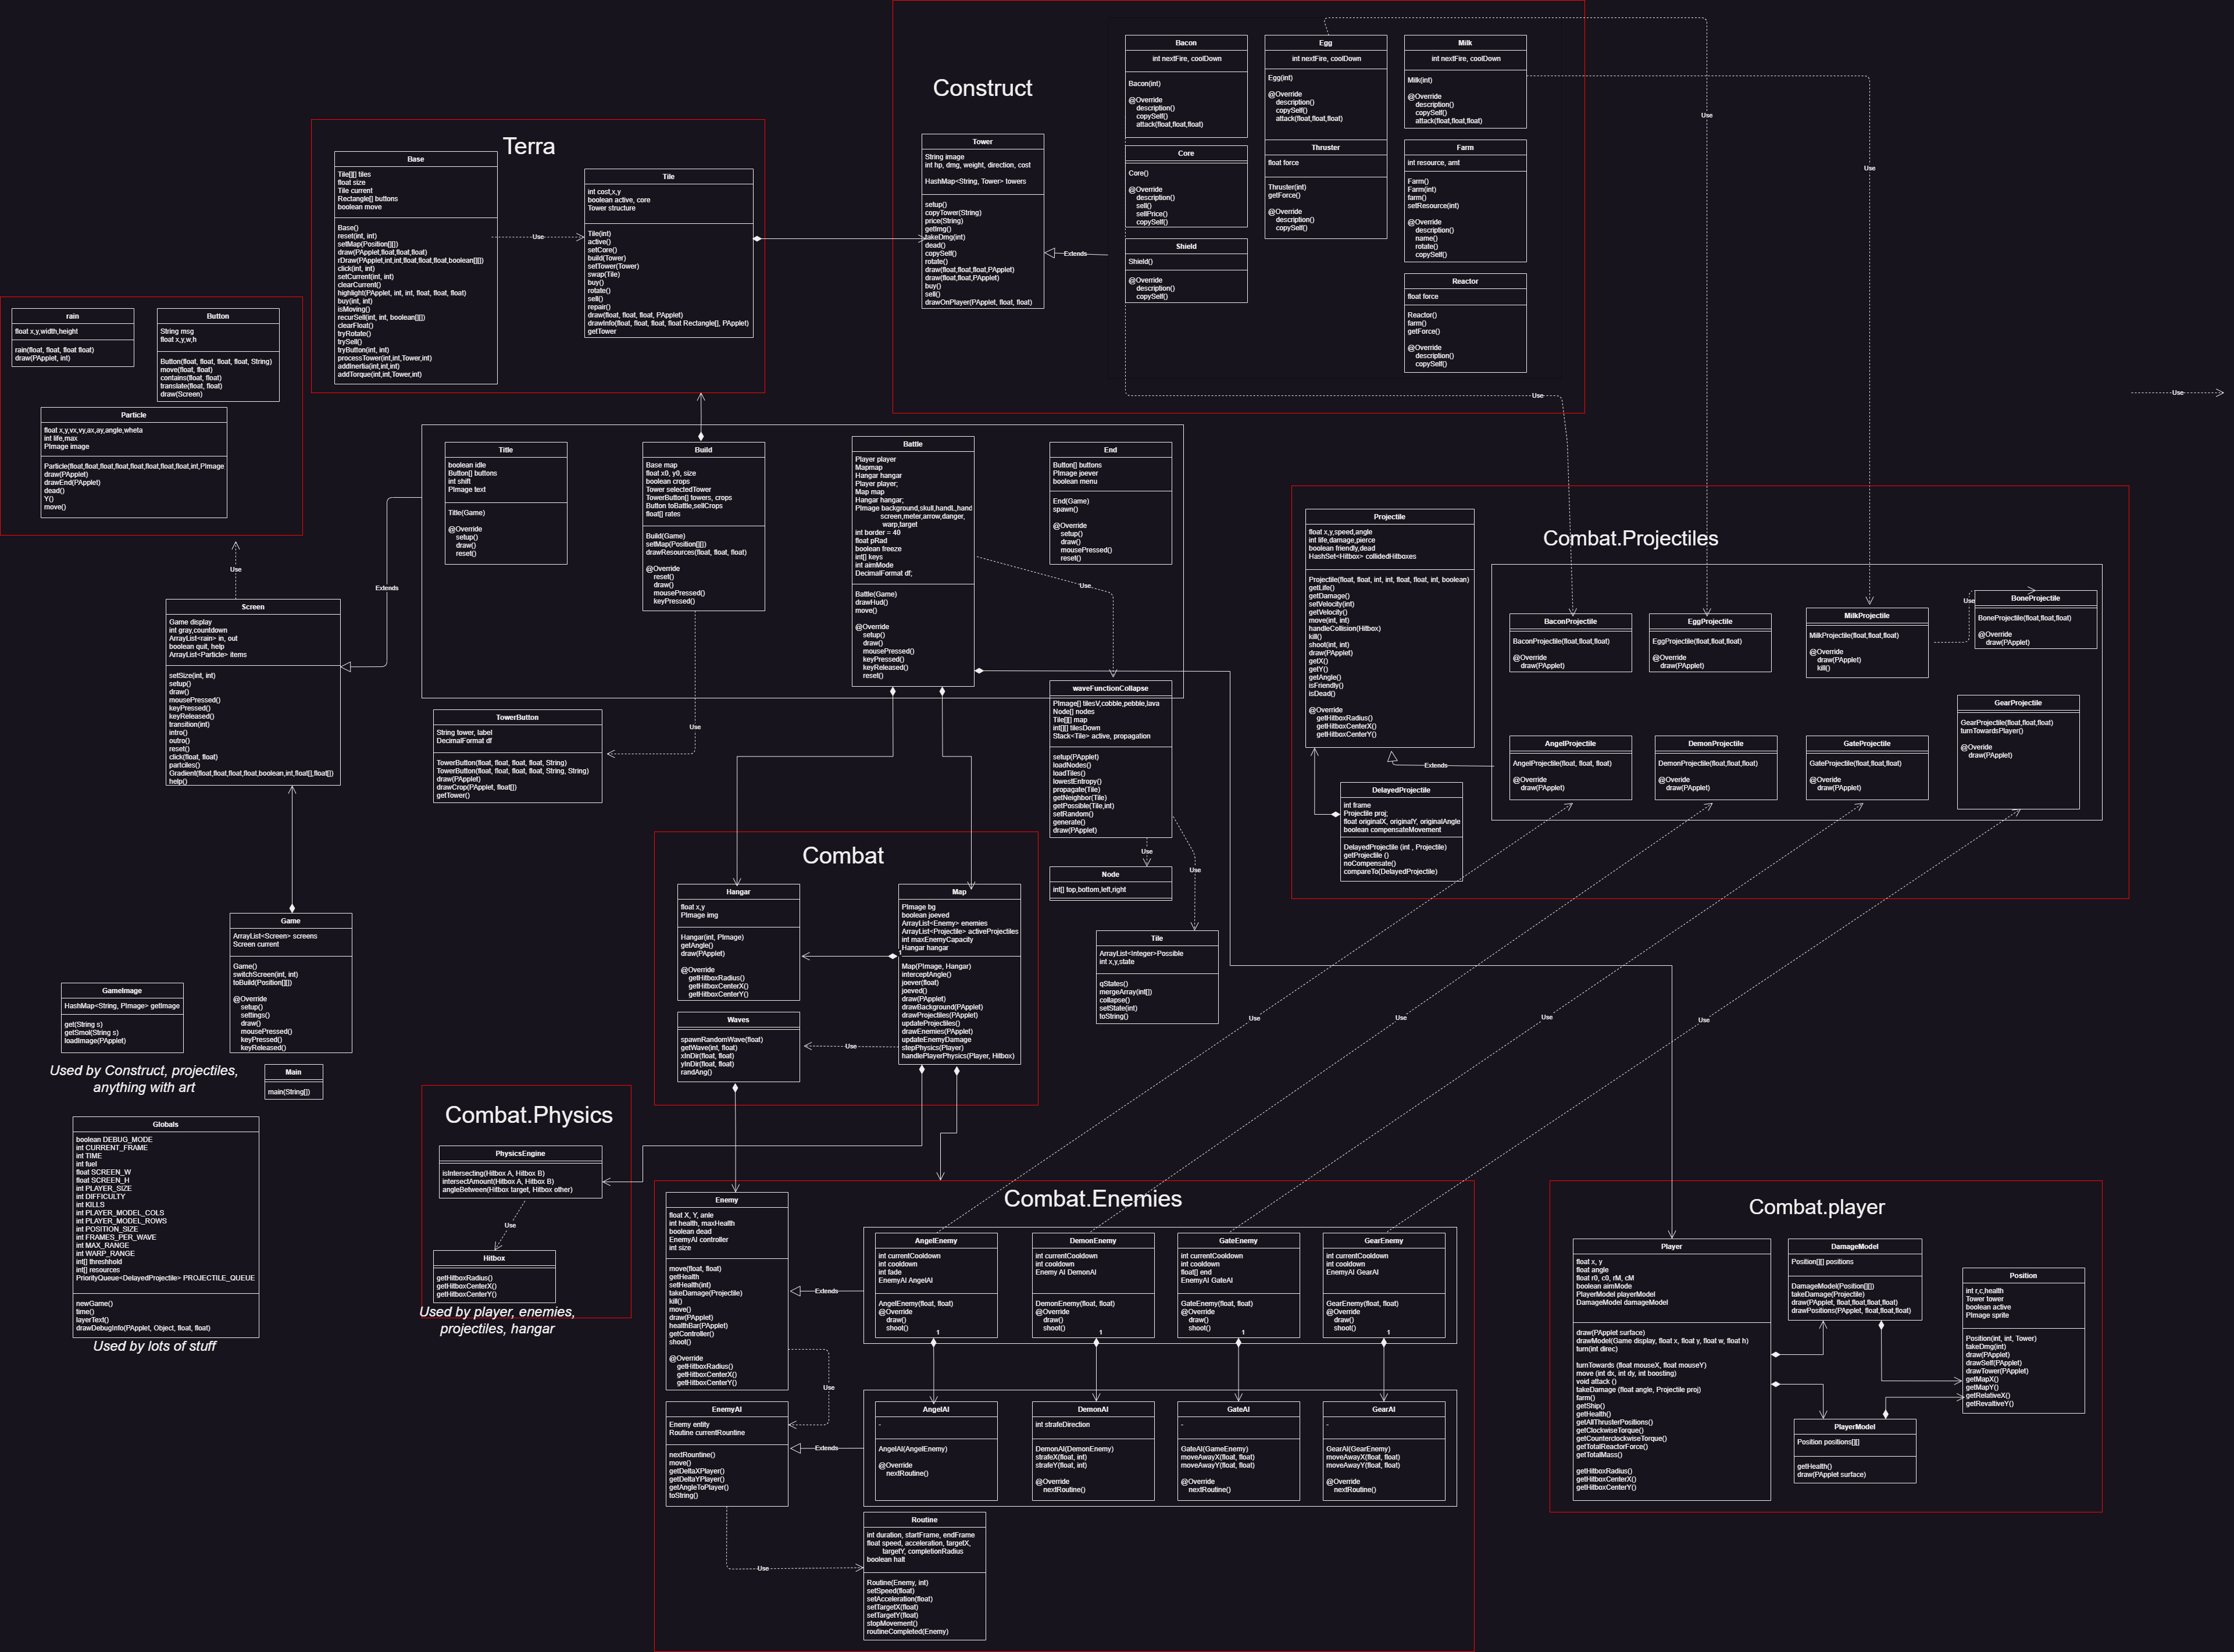 Construct
Bacon
int nextFire, coolDown
Bacon(int)
@Override
description()
copySelf()
attack(float,float,float)
Egg
int nextFire, coolDown
Egg(int)
@Override
description()
copySelf()
attack(float,float,float)
Milk
int nextFire, coolDown
Milk(int)
@Override
description()
copySelf()
attack(float,float,float)
Use
Use
Tower
String image
int hp, dmg, weight, direction, cost
HashMap<String, Tower> towers
setup()
copyTower(String)
price(String)
getImg()
takeDmg(int)
dead()
copySelf()
rotate()
draw(float,float,float,PApplet)
draw(float,float,PApplet)
buy()
sell()
drawOnPlayer(PApplet, float, float)
Extends
Core
Core()
@Override
description()
sell()
sellPrice()
copySelf()
Shield
Shield()
@Override
description()
copySelf()
Thruster
float force
Thruster(int)
getForce()
@Override
description()
copySelf()
Farm
int resource, amt
Farm()
Farm(int)
farm()
setResource(int)
@Override
description()
name()
rotate()
copySelf()
Reactor
float force
Reactor()
farm()
getForce()
@Override
description()
copySelf()
Use
Use
Terra
Base
Tile[][] tiles
float size
Tile current
Rectangle[] buttons
boolean move
Base()
reset(int, int)
setMap(Position[][])
draw(PApplet,float,float,float)
rDraw(PApplet,int,int,float,float,float,boolean[][])
click(int, int)
setCurrent(int, int)
clearCurrent()
highlight(PApplet, int, int, float, float, float)
buy(int, int)
isMoving()
recurSell(int, int, boolean[][])
clearFloat()
tryRotate()
trySell()
tryButton(int, int)
processTower(int,int,Tower,int)
addInertia(int,int,int)
addTorque(int,int,Tower,int)
Use
Tile
int cost,x,y
boolean active, core
Tower structure
Tile(int)
active()
setCore()
build(Tower)
setTower(Tower)
swap(Tile)
buy()
rotate()
sell()
repair()
draw(float, float, float, PApplet)
drawInfo(float, float, float, float Rectangle[], PApplet)
getTower
rain
float x,y,width,height
rain(float, float, float float)
draw(PApplet, int)
Button
String msg
float x,y,w,h
Button(float, float, float, float, String)
move(float, float)
contains(float, float)
translate(float, float)
draw(Screen)
Particle
float x,y,vx,vy,ax,ay,angle,wheta
int life,max
PImage image
Particle(float,float,float,float,float,float,float,float,int,PImage
draw(PApplet)
drawEnd(PApplet)
dead()
Y()
move()
Use
Screen
Game display
int gray,countdown
ArrayList<rain> in, out
boolean quit, help
ArrayList<Particle> items
setSize(int, int)
setup()
draw()
mousePressed()
keyPressed()
keyReleased()
transition(int)
intro()
outro()
reset()
click(float, float)
particles()
Gradient(float,float,float,float,boolean,int,float[],float[])
help()
Extends
Title
boolean idle
Button[] buttons
int shift
PImage text
Title(Game)
@Override
setup()
draw()
reset()
Build
Base map
float x0, y0, size
boolean crops
Tower selectedTower
TowerButton[] towers, crops
Button toBattle,sellCrops
float[] rates
Build(Game)
setMap(Position[][])
drawResources(float, float, float)
@Override
reset()
draw()
mousePressed()
keyPressed()
Use
Battle
Player player
Mapmap
Hangar hangar
Player player;
Map map
Hangar hangar;
PImage background,skull,handL,hand
screen,meter,arrow,danger,
warp,target
int border = 40
float pRad
boolean freeze
int[] keys
int aimMode
DecimalFormat df;
Battle(Game)
drawHud()
move()
@Override
setup()
draw()
mousePressed()
keyPressed()
keyReleased()
reset()
Use
End
Button[] buttons
PImage joever
boolean menu
End(Game)
spawn()
@Override
setup()
draw()
mousePressed()
reset()
TowerButton
String tower, label
DecimalFormat df
TowerButton(float, float, float, float, String)
TowerButton(float, float, float, float, String, String)
draw(PApplet)
drawCrop(PApplet, float[])
getTower()
waveFunctionCollapse
PImage[] tilesV,cobble,pebble,lava
Node[] nodes
Tile[][] map
int[][] tilesDown
Stack<Tile> active, propagation
setup(PApplet)
loadNodes()
loadTiles()
lowestEntropy()
propagate(Tile)
getNeighbor(Tile)
getPossible(Tile,int)
setRandom()
generate()
draw(PApplet)
Use
Use
Node
int[] top,bottom,left,right
Tile
ArrayList<Integer>Possible
int x,y,state
qStates()
mergeArray(int[])
collapse()
setState(int)
toString()
Combat.Projectiles
Projectile
float x,y,speed,angle
int life,damage,pierce
boolean friendly,dead
HashSet<Hitbox> collidedHitboxes
Projectile(float, float, int, int, float, float, int, boolean)
getLife()
getDamage()
setVelocity(int)
getVelocity()
move(int, int)
handleCollision(Hitbox)
kill()
shoot(int, int)
draw(PApplet)
getX()
getY()
getAngle()
isFriendly()
isDead()
@Override
getHitboxRadius()
getHitboxCenterX()
getHitboxCenterY()
Extends
DelayedProjectile
int frame
Projectile proj;
float originalX, originalY, originalAngle
boolean compensateMovement
DelayedProjectile (int , Projectile)
getProjectile ()
noCompensate()
compareTo(DelayedProjectile)
BaconProjectile
BaconProjectile(float,float,float)
@Override
draw(PApplet)
EggProjectile
EggProjectile(float,float,float)
@Override
draw(PApplet)
MilkProjectile
MilkProjectile(float,float,float)
@Override
draw(PApplet)
kill()
Use
BoneProjectile
BoneProjectile(float,float,float)
@Override
draw(PApplet)
AngelProjectile
AngelProjectile(float, float, float)
@Override
draw(PApplet)
DemonProjectile
DemonProjectile(float,float,float)
@Override
draw(PApplet)
GateProjectile
GateProjectile(float,float,float)
@Override
draw(PApplet)
GearProjectile
GearProjectile(float,float,float)
turnTowardsPlayer()
@Override
draw(PApplet)
Use
Use
Use
Use
Game
ArrayList<Screen> screens
Screen current
Game()
switchScreen(int, int)
toBuild(Position[][])
@Override
setup()
settings()
draw()
mousePressed()
keyPressed()
keyReleased()
GameImage
HashMap<String, PImage> getImage
get(String s)
getSmol(String s)
loadImage(PApplet)
Used by Construct, projectiles,
anything with art
Main
main(String[])
Globals
boolean DEBUG_MODE
int CURRENT_FRAME
int TIME
int fuel
float SCREEN_W
float SCREEN_H
int PLAYER_SIZE
int DIFFICULTY
int KILLS
int PLAYER_MODEL_COLS
int PLAYER_MODEL_ROWS
int POSITION_SIZE
int FRAMES_PER_WAVE
int MAX_RANGE
int WARP_RANGE
int[] threshhold
int[] resources
PriorityQueue<DelayedProjectile> PROJECTILE_QUEUE
newGame()
time()
layerText()
drawDebugInfo(PApplet, Object, float, float)
Used by lots of stuff
Combat
Hangar
float x,y
PImage img
Hangar(int, PImage)
getAngle()
draw(PApplet)
@Override
getHitboxRadius()
getHitboxCenterX()
getHitboxCenterY()
Waves
spawnRandomWave(float)
getWave(int, float)
xInDir(float, float)
yInDir(float, float)
randAng()
Use
Map
PImage bg
boolean joeved
ArrayList<Enemy> enemies
ArrayList<Projectile> activeProjectiles
int maxEnemyCapacity
Hangar hangar
1
Map(PImage, Hangar)
interceptAngle()
joever(float)
joeved()
draw(PApplet)
drawBackground(PApplet)
drawProjectiles(PApplet)
updateProjectiles()
drawEnemies(PApplet)
updateEnemyDamage
stepPhysics(Player)
handlePlayerPhysics(Player, Hitbox)
Combat.Physics
PhysicsEngine
isIntersecting(Hitbox A, Hitbox B)
intersectAmount(Hitbox A, Hitbox B)
angleBetween(Hitbox target, Hitbox other)
Use
Hitbox
getHitboxRadius()
getHitboxCenterX()
getHitboxCenterY()
Used by player, enemies,
projectiles, hangar
Combat.Enemies
Enemy
float X, Y, anle
int health, maxHealth
boolean dead
EnemyAI controller
int size
move(float, float)
getHealth
setHealth(int)
takeDamage(Projectile)
kill()
move()
draw(PApplet)
healthBar(PApplet)
getController()
shoot()
@Override
getHitboxRadius()
getHitboxCenterX()
getHitboxCenterY()
Extends
Use
AngelEnemy
int currentCooldown
int cooldown
int fade
EnemyAI AngelAI
AngelEnemy(float, float)
@Override
draw()
shoot()
1
DemonEnemy
int currentCooldown
int cooldown
Enemy AI DemonAI
DemonEnemy(float, float)
@Override
draw()
shoot()
1
GateEnemy
int currentCooldown
int cooldown
float[] end
EnemyAI GateAI
GateEnemy(float, float)
@Override
draw()
shoot()
1
GearEnemy
int currentCooldown
int cooldown
EnemyAI GearAI
GearEnemy(float, float)
@Override
draw()
shoot()
1
EnemyAI
Enemy entity
Routine currentRountine
nextRountine()
move()
getDeltaXPlayer()
getDeltaYPlayer()
getAngleToPlayer()
toString()
Extends
Use
AngelAI
-
AngelAI(AngelEnemy)
@Override
nextRoutine()
DemonAI
int strafeDirection
DemonAI(DemonEnemy)
strafeX(float, int)
strafeY(float, int)
@Override
nextRoutine()
GateAI
-
GateAI(GameEnemy)
moveAwayX(float, float)
moveAwayY(float, float)
@Override
nextRoutine()
GearAI
-
GearAI(GearEnemy)
moveAwayX(float, float)
moveAwayY(float, float)
@Override
nextRoutine()
Routine
int duration, startFrame, endFrame
float speed, acceleration, targetX,
targetY, completionRadius
boolean halt
Routine(Enemy, int)
setSpeed(float)
setAcceleration(float)
setTargetX(float)
setTargetY(float)
stopMovement()
routineCompleted(Enemy)
Combat.player
Player
float x, y
float angle
float r0, c0, rM, cM
boolean aimMode
PlayerModel playerModel
DamageModel damageModel
draw(PApplet surface)
drawModel(Game display, float x, float y, float w, float h)
turn(int direc)
turnTowards (float mouseX, float mouseY)
move (int dx, int dy, int boosting)
void attack ()
takeDamage (float angle, Projectile proj)
farm()
getShip()
getHealth()
getAllThrusterPositions()
getClockwiseTorque()
getCounterclockwiseTorque()
getTotalReactorForce()
getTotalMass()
getHitboxRadius()
getHitboxCenterX()
getHitboxCenterY()
DamageModel
Position[][] positions
DamageModel(Position[][])
takeDamage(Projectile)
draw(PApplet, float,float,float,float)
drawPositions(PApplet, float,float,float)
PlayerModel
Position positions[][]
getHealth()
draw(PApplet surface)
Position
int r,c,health
Tower tower
boolean active
PImage sprite
Position(int, int, Tower)
takeDmg(int)
draw(PApplet)
drawSelf(PApplet)
drawTower(PApplet)
getMapX()
getMapY()
getRelativeX()
getRevaltiveY()